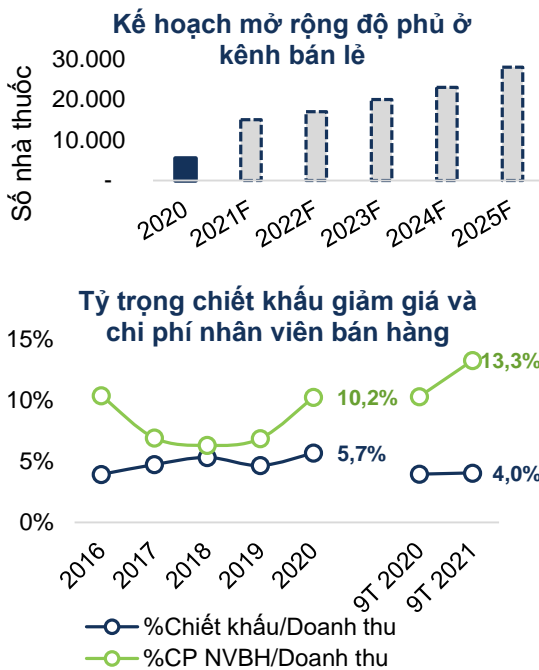 Kế hoạch mở rộng độ phủ ở
kênh bán lẻ
Số nhà thuốc
30.000
20.000
10.000
-
2020
2021F
2022F
2023F
2024F
2025F
Tỷ trọng chiết khấu giảm giá và
chi phí nhân viên bán hàng
15%
10%
5%
0%
13,3%
10,2%
5,7%
4,0%
2016
2017
2018
2019
2020
9T 2020
9T 2021
%Chiết khấu/Doanh thu
%CP NVBH/Doanh thu